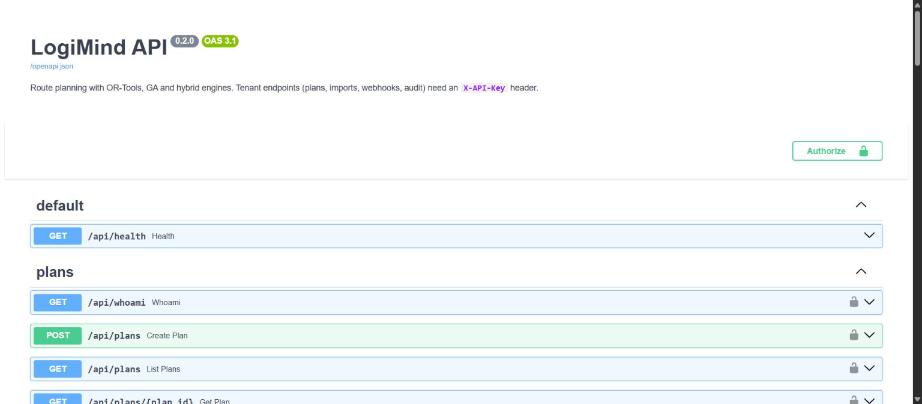 LogiMind API 0.2.0 OAS 3.1
/openapi.json
Route planning with OR-Tools, GA and hybrid engines. Tenant endpoints (plans, imports, webhooks, audit) need an X-API-Key header.
Authorize
default
GET /api/health Health
plans
GET /api/whoami Whoami
POST /api/plans Create Plan
GET /api/plans List Plans
GET /api/plans/{plan_id} Get Plan